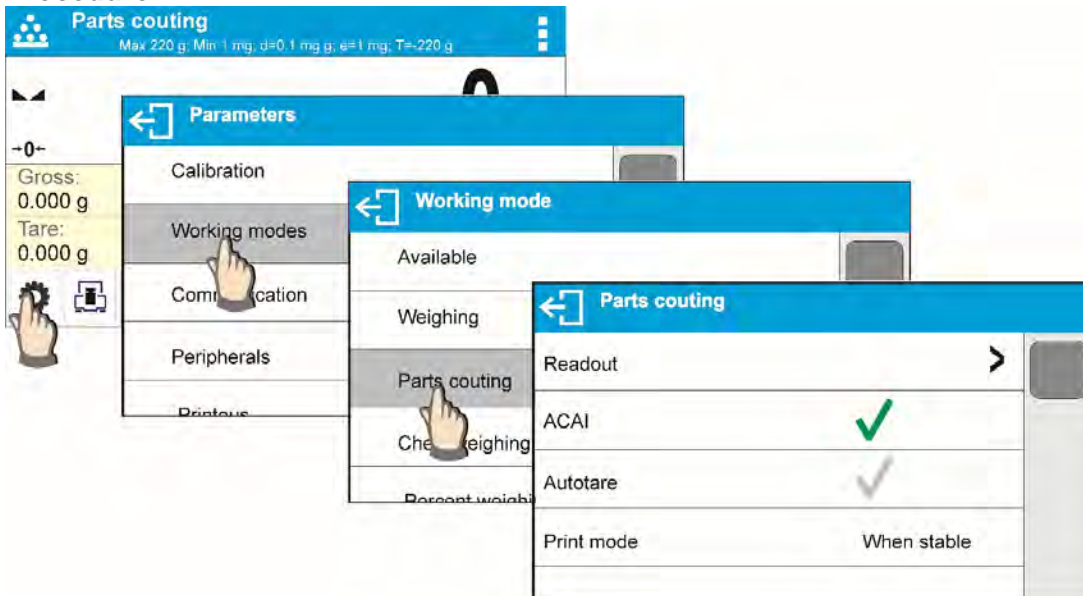 Parts couting
Max 220 g; Min 1 mg; d=0.1 mg g; e=1 mg; T=-220 g
→0←
Gross:
0.000 g
Tare:
0.000 g
Parameters
Calibration
Working modes
Peripherals
Working mode
Available
Weighing
Parts couting
Parts couting
Readout
ACAI
Autotare
Print mode When stable